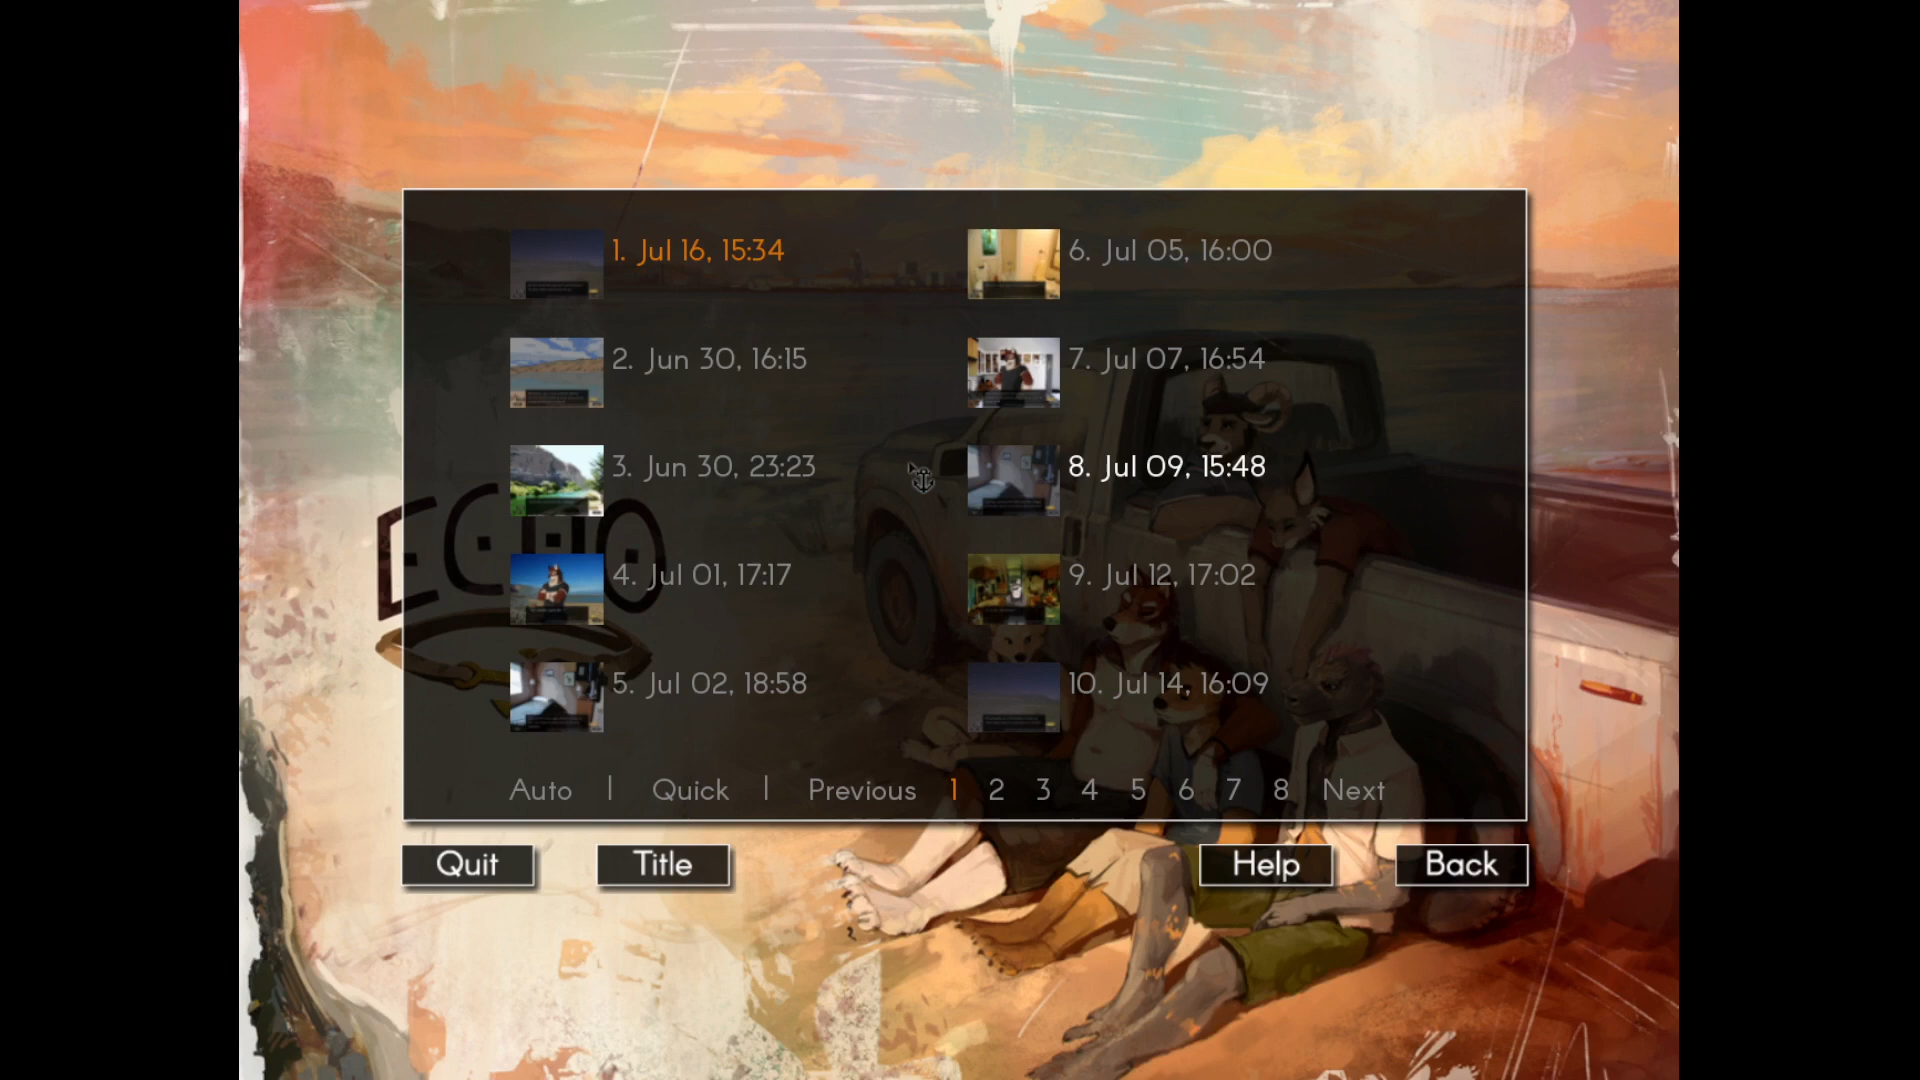 1. Jul 16, 15:34
2. Jun 30, 16:15
3. Jun 30, 23:23
4. Jul 01, 17:17
5. Jul 02, 18:58
6. Jul 05, 16:00
7. Jul 07, 16:54
8. Jul 09, 15:48
9. Jul 12, 17:02
10. Jul 14, 16:09
ECHO
Auto | Quick | Previous 1 2 3 4 5 6 7 8 Next
Quit Title Help Back